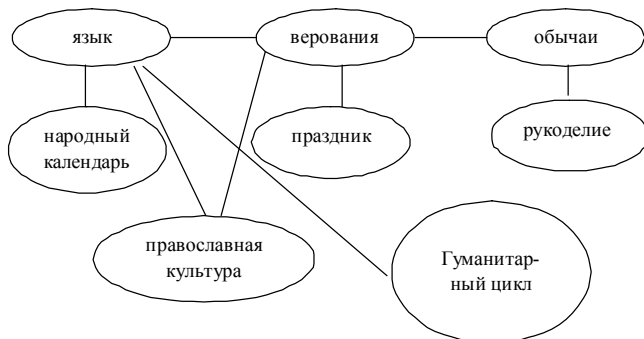 язык
верования
обычаи
народный
календарь
праздник
рукоделие
православная
культура
Гуманитар-
ный цикл